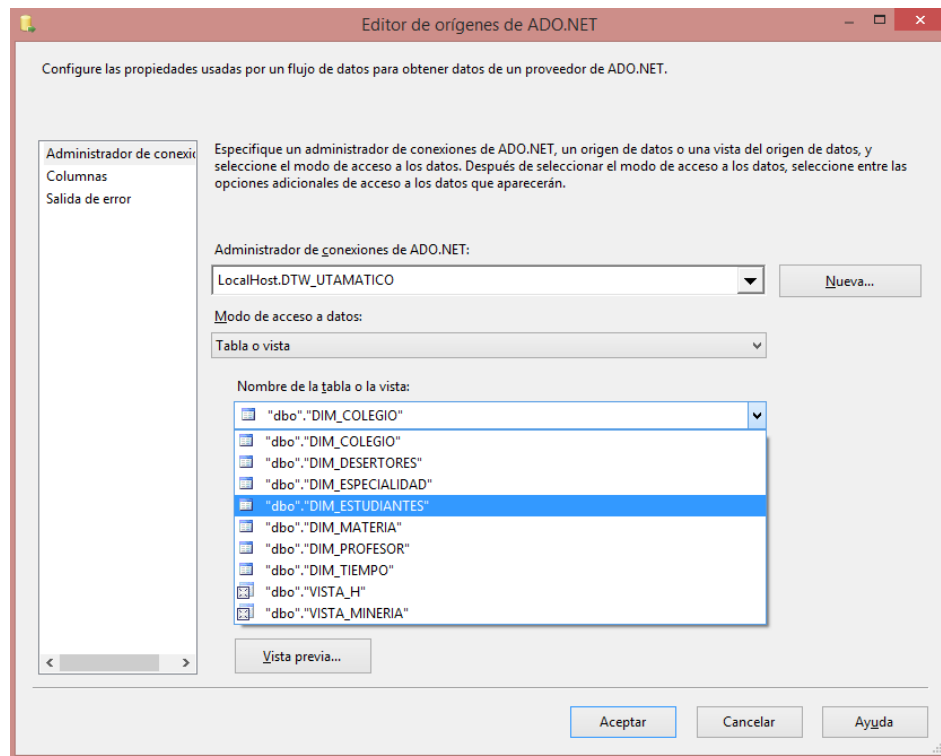 Editor de orígenes de ADO.NET
Configure las propiedades usadas por un flujo de datos para obtener datos de un proveedor de ADO.NET.
Administrador de conexic
Columnas
Salida de error
Especifique un administrador de conexiones de ADO.NET, un origen de datos o una vista del origen de datos, y
seleccione el modo de acceso a los datos. Después de seleccionar el modo de acceso a los datos, seleccione entre las
opciones adicionales de acceso a los datos que aparecerán.
Administrador de conexiones de ADO.NET:
LocalHost.DTW_UTAMATICO
Nueva...
Modo de acceso a datos:
Tabla o vista
Nombre de la tabla o la vista:
"dbo"."DIM_COLEGIO"
"dbo"."DIM_COLEGIO"
"dbo"."DIM_DESERTORES"
"dbo"."DIM_ESPECIALIDAD"
"dbo"."DIM_ESTUDIANTES"
"dbo"."DIM_MATERIA"
"dbo"."DIM_PROFESOR"
"dbo"."DIM_TIEMPO"
"dbo"."VISTA_H"
"dbo"."VISTA_MINERIA"
Vista previa...
Aceptar
Cancelar
Ayuda